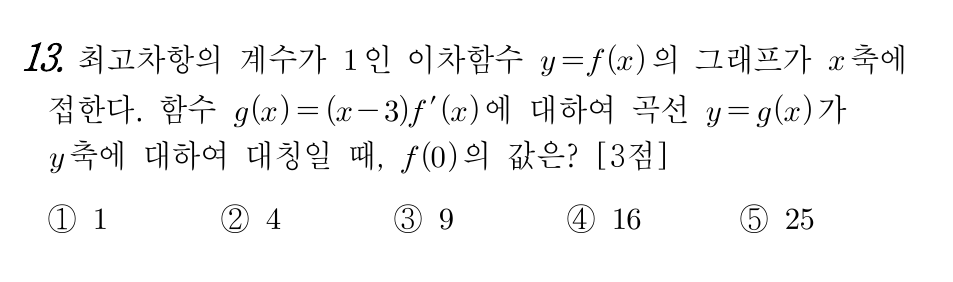 13. 최고차항의 계수가 1인 이차함수 y=f(x)의 그래프가 x축에
접한다. 함수 g(x)=(x-3)f′(x)에 대하여 곡선 y=g(x)가
y축에 대하여 대칭일 때, f(0)의 값은? [3점]
① 1 ② 4 ③ 9 ④ 16 ⑤ 25